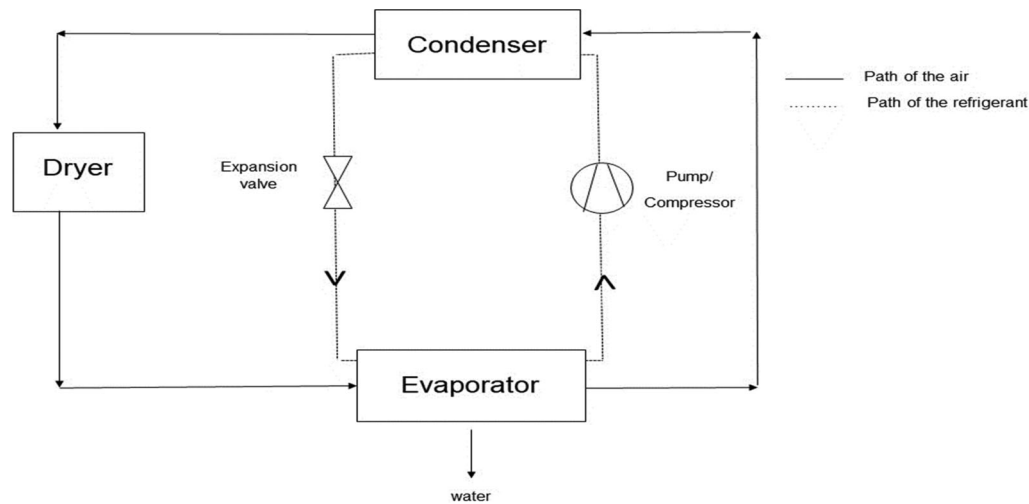 Condenser
Path of the air
Path of the refrigerant
Dryer
Expansion
valve
Pump/
Compressor
Evaporator
water